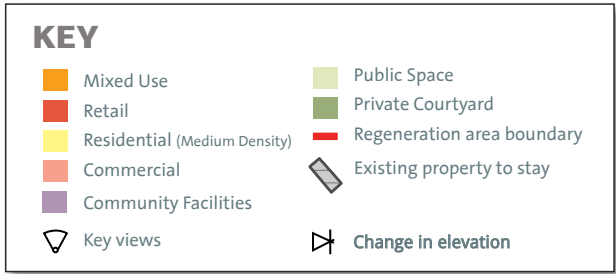 KEY
Mixed Use
Retail
Residential (Medium Density)
Commercial
Community Facilities
Key views
Public Space
Private Courtyard
Regeneration area boundary
Existing property to stay
Change in elevation